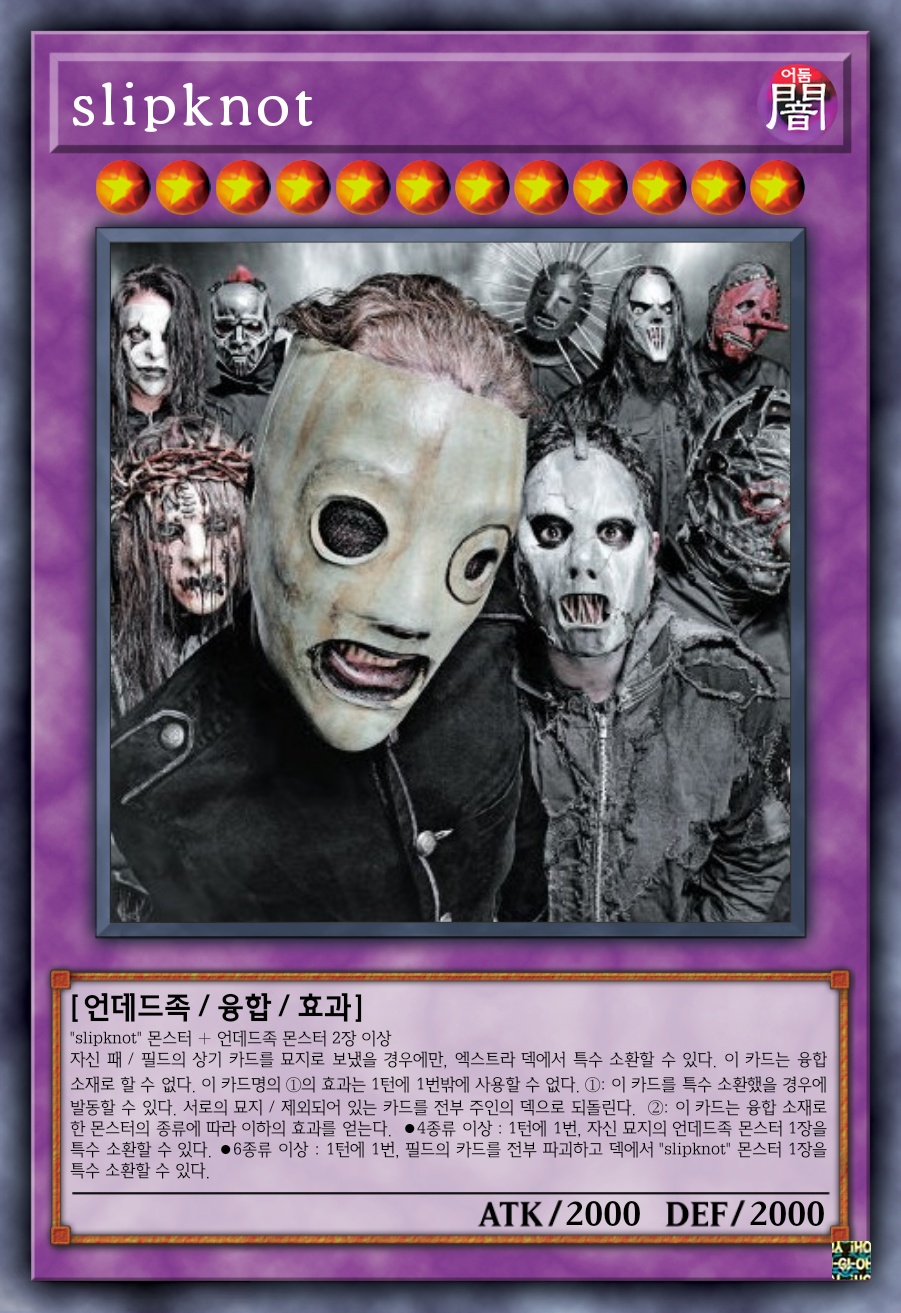 slipknot
어둠
闇
[언데드족 / 융합 / 효과]
"slipknot" 몬스터 + 언데드족 몬스터 2장 이상
자신 패 / 필드의 상기 카드를 묘지로 보냈을 경우에만, 엑스트라 덱에서 특수 소환할 수 있다. 이 카드는 융합
소재로 할 수 없다. 이 카드명의 ①의 효과는 1턴에 1번밖에 사용할 수 없다. ①: 이 카드를 특수 소환했을 경우에
발동할 수 있다. 서로의 묘지 / 제외되어 있는 카드를 전부 주인의 덱으로 되돌린다. ②: 이 카드는 융합 소재로
한 몬스터의 종류에 따라 이하의 효과를 얻는다. ●4종류 이상 : 1턴에 1번, 자신 묘지의 언데드족 몬스터 1장을
특수 소환할 수 있다. ●6종류 이상 : 1턴에 1번, 필드의 카드를 전부 파괴하고 덱에서 "slipknot" 몬스터 1장을
특수 소환할 수 있다.
ATK/2000 DEF/2000